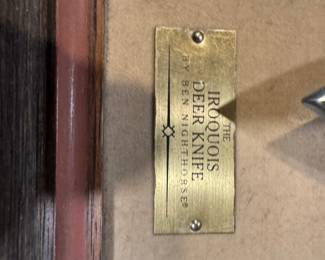 THE
IROQUOIS
DEER KNIFE
BY BEN NIGHTHORSE®